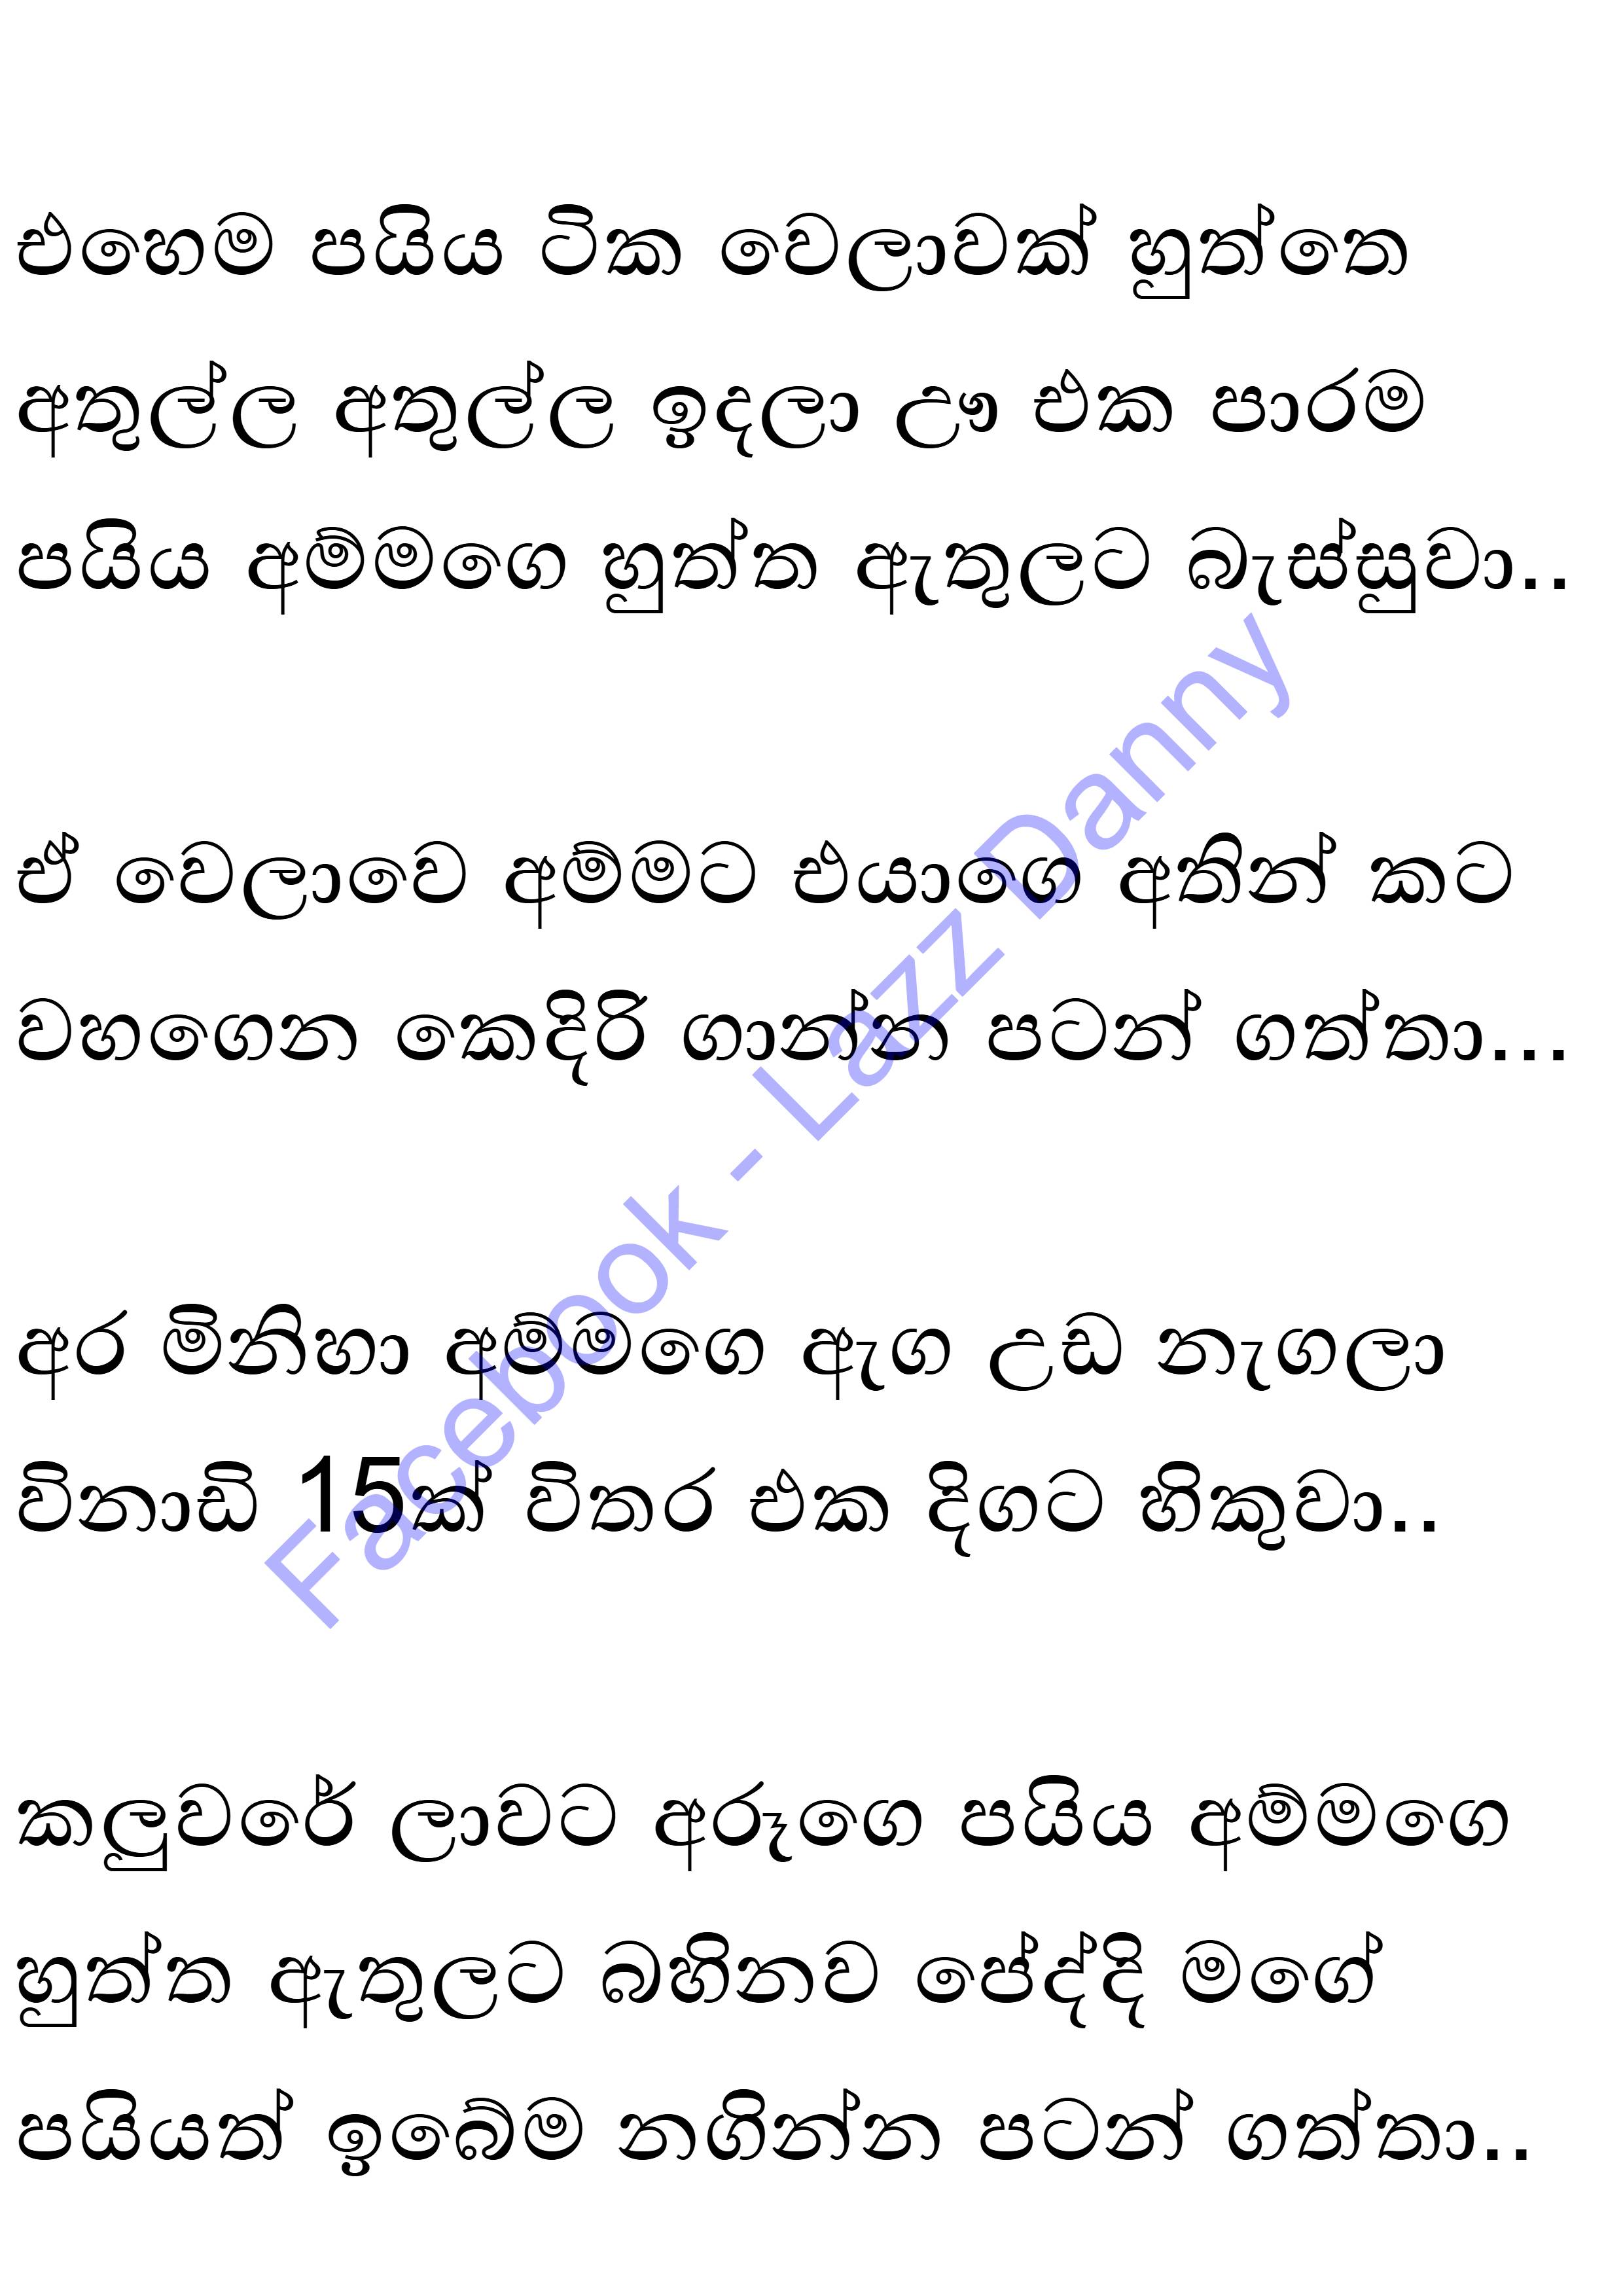 එහෙම පයිය ටික වෙලාවක් හුත්තෙ
අතුල්ල අතුල්ල ඉදලා ඌ එක පාරම
පයිය අම්මගෙ හුත්ත ඇතුලට බැස්සුවා..
ඒ වෙලාවෙ අම්මට එයාගෙ අතින් කට
වහගෙන කෙදිරි ගාන්න පටන් ගත්තා...
අර මිනිහා අම්මගෙ ඇග උඩ නැගලා
විනාඩි 15ක් විතර එක දිගට හිකුවා..
කලුවරේ ලාවට අරූගෙ පයිය අම්මගෙ
හුත්ත ඇතුලට බහිනව පේද්දි මගේ
පයියත් ඉබේම නගින්න පටන් ගත්තා..
Facebook - Lazz Danny